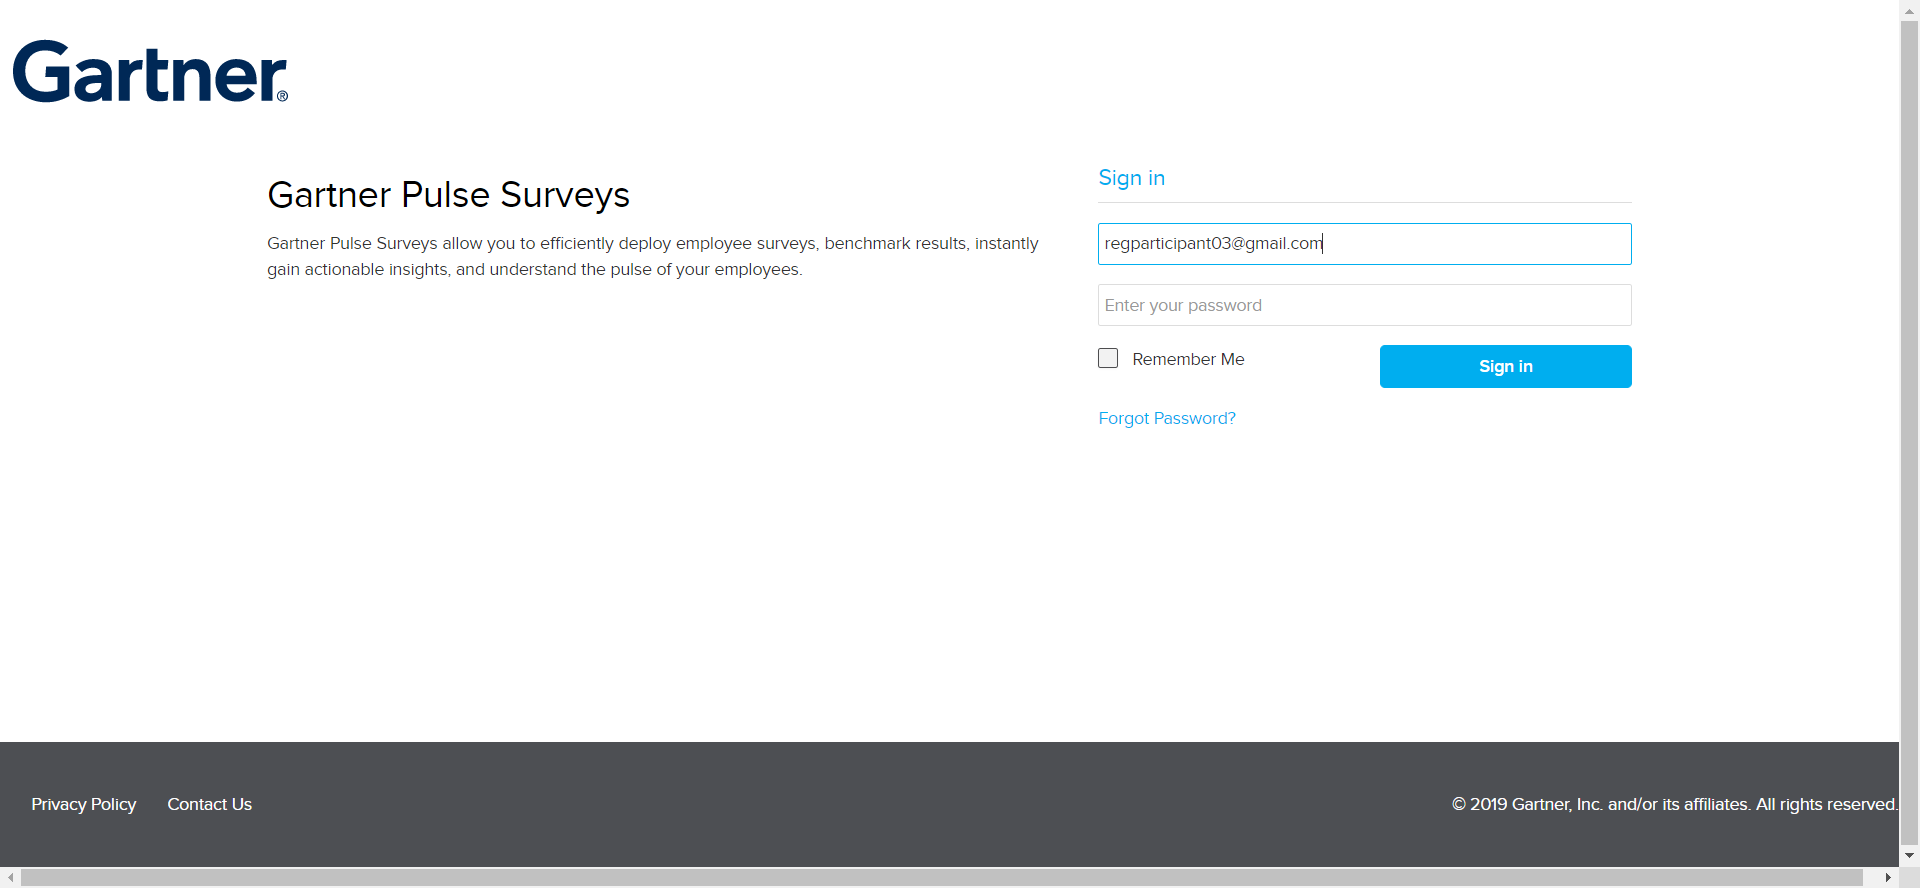 Gartner®
Gartner Pulse Surveys
Gartner Pulse Surveys allow you to efficiently deploy employee surveys, benchmark results, instantly
gain actionable insights, and understand the pulse of your employees.
Sign in
regparticipant03@gmail.com
Enter your password
Remember Me
Sign in
Forgot Password?
Privacy Policy
Contact Us
© 2019 Gartner, Inc. and/or its affiliates. All rights reserved.